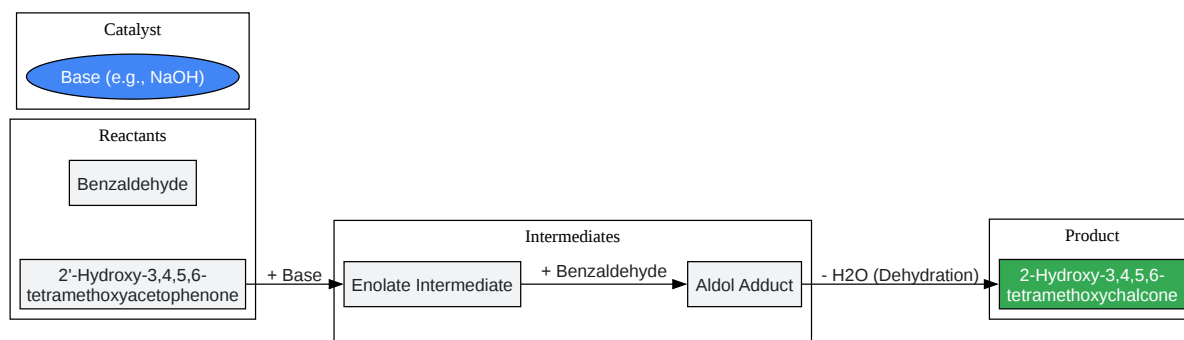 Catalyst
Base (e.g., NaOH)
Reactants
Benzaldehyde
2'-Hydroxy-3,4,5,6-
tetramethoxyacetophenone
+ Base
Intermediates
Enolate Intermediate
+ Benzaldehyde
Aldol Adduct
- H2O (Dehydration)
Product
2-Hydroxy-3,4,5,6-
tetramethoxychalcone